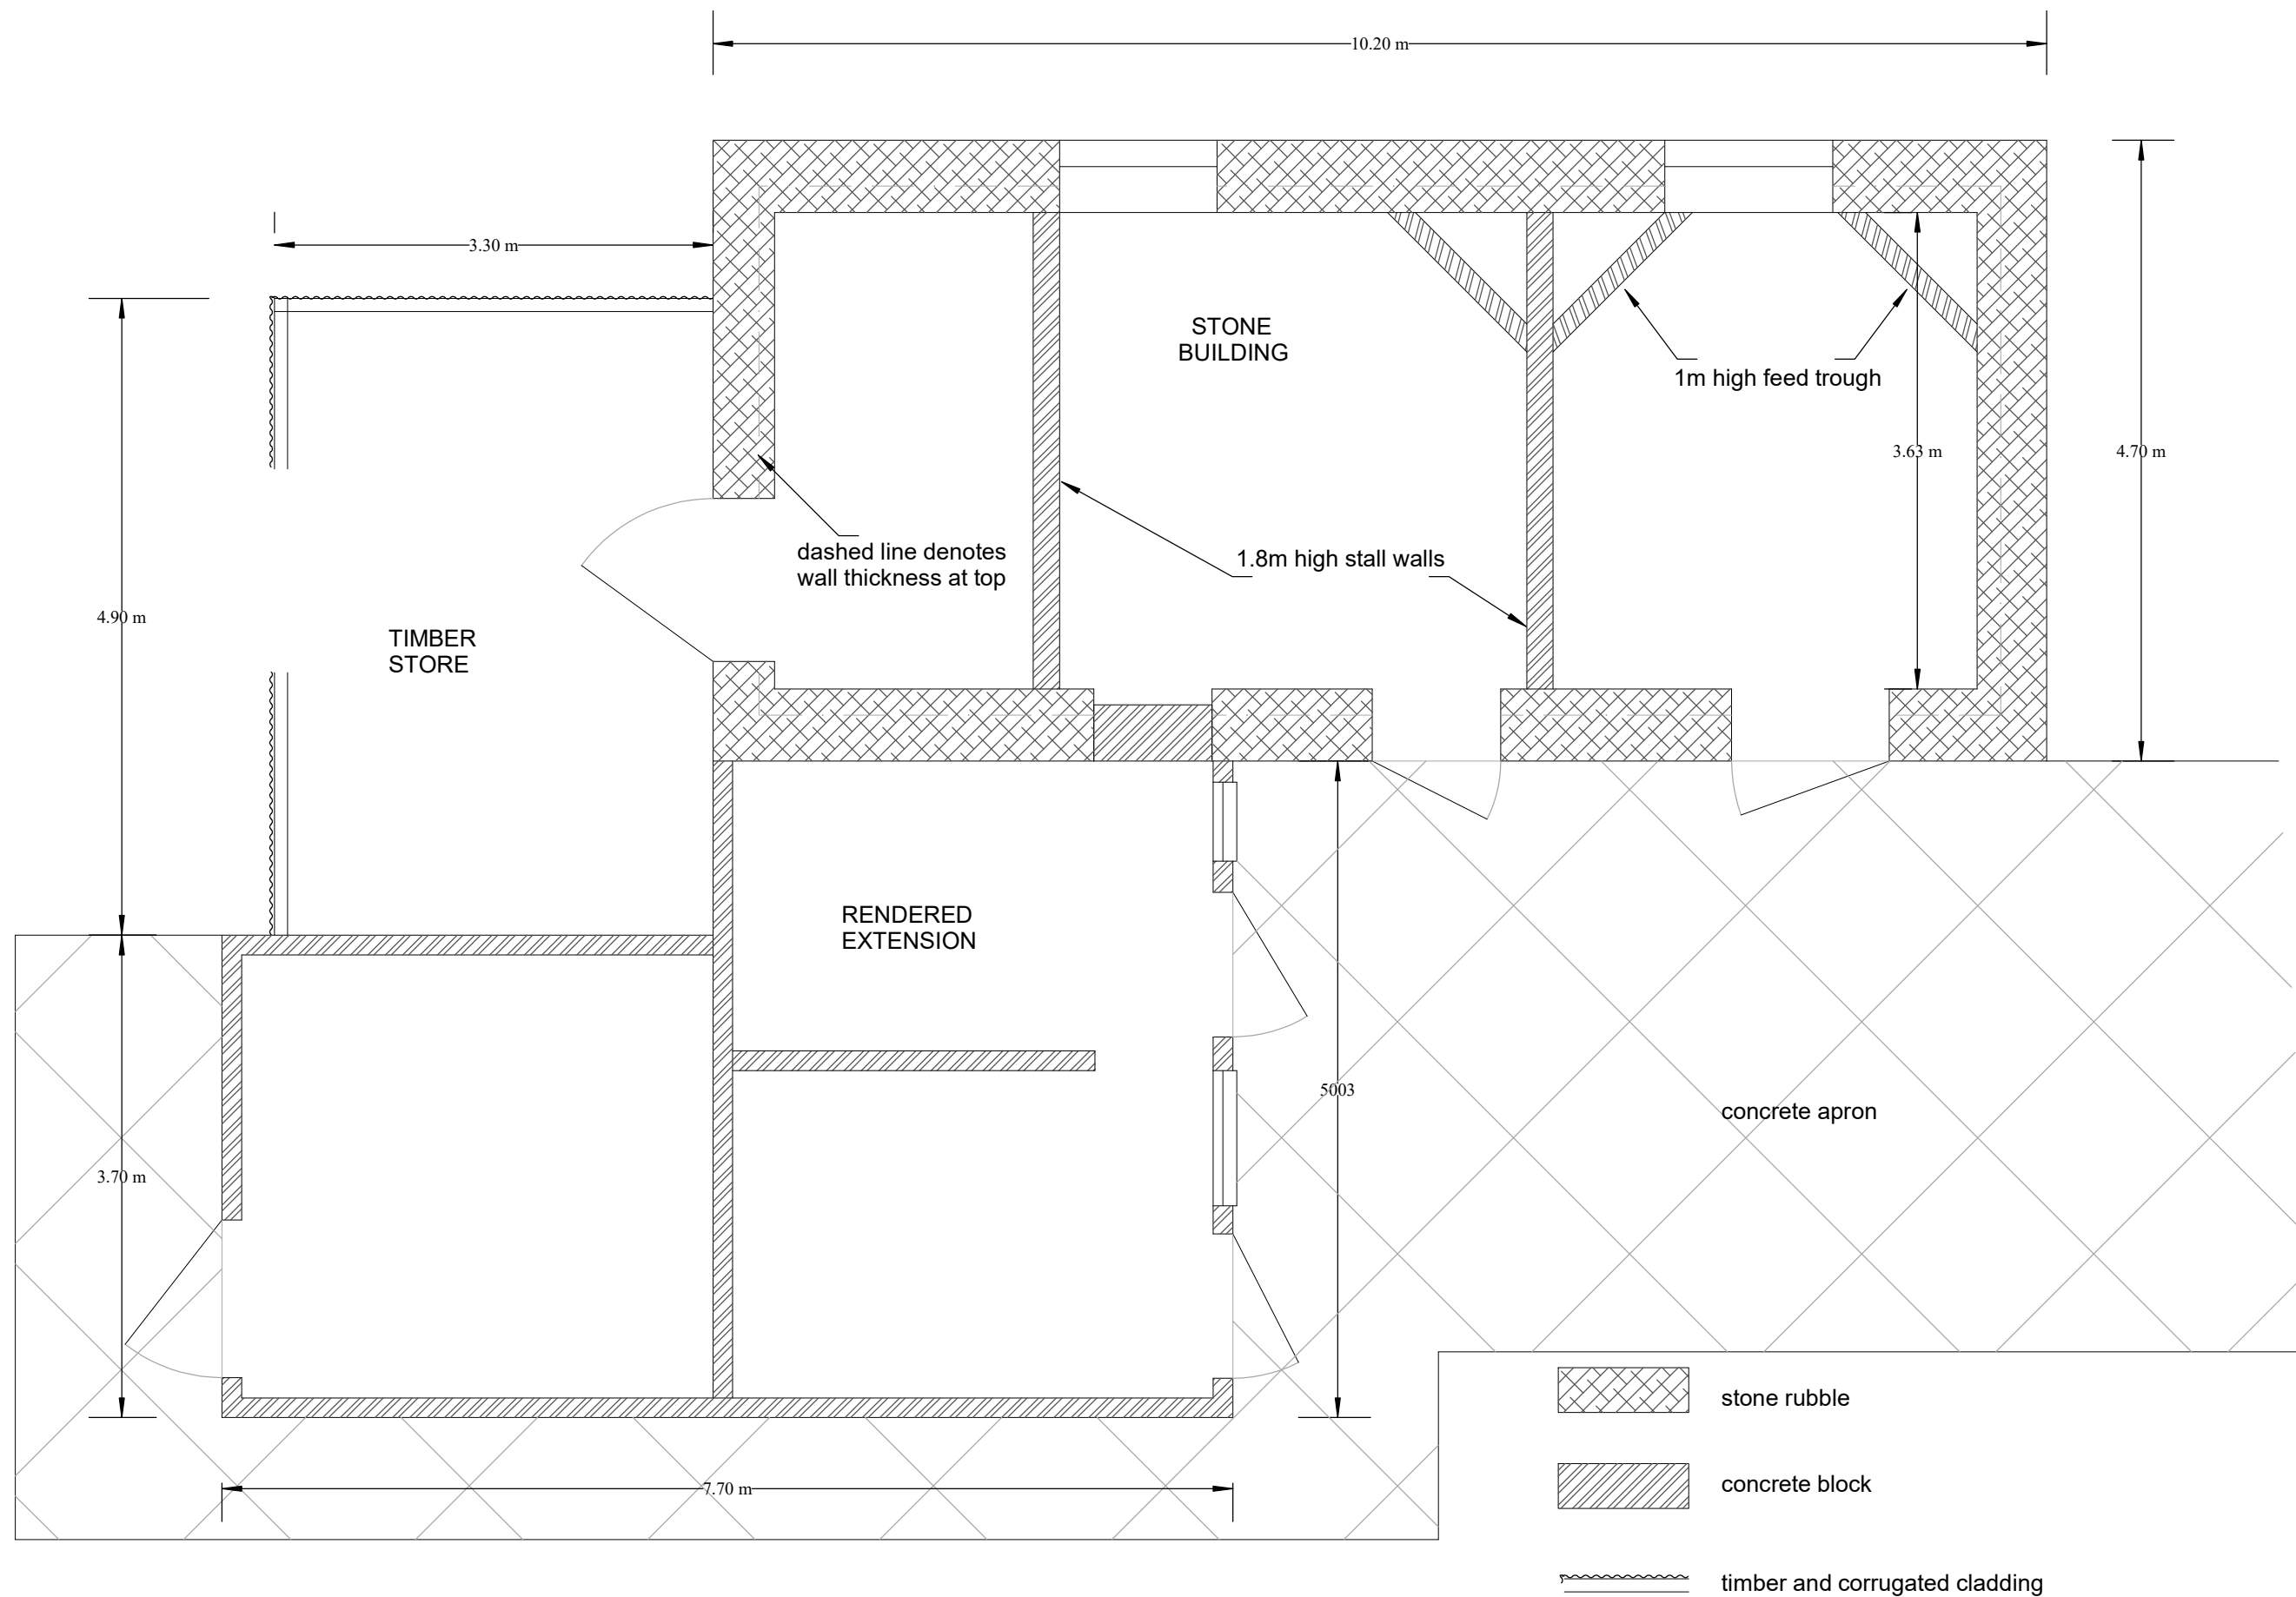 10.20 m
3.30 m
STONE
BUILDING
1m high feed trough
3.63 m
4.70 m
dashed line denotes
wall thickness at top
1.8m high stall walls
4.90 m
TIMBER
STORE
RENDERED
EXTENSION
5003
concrete apron
3.70 m
7.70 m
stone rubble
concrete block
timber and corrugated cladding